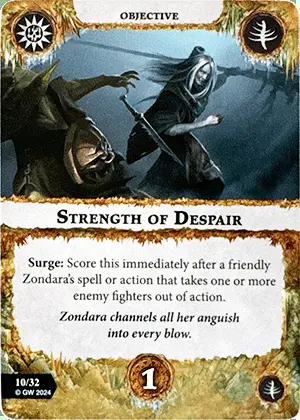 OBJECTIVE
STRENGTH OF DESPAIR
Surge: Score this immediately after a friendly
Zondara's spell or action that takes one or more
enemy fighters out of action.
Zondara channels all her anguish
into every blow.
10/32
© GW 2024
1